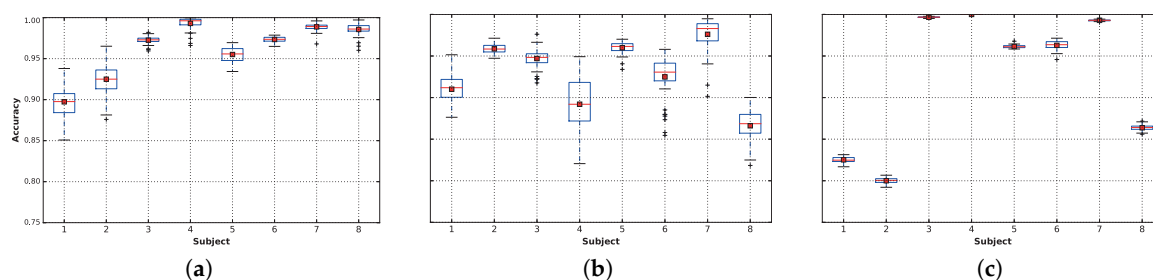 1.00
0.95
0.90
0.85
0.80
0.75
Accuracy
1 2 3 4 5 6 7 8
Subject
(a)
1 2 3 4 5 6 7 8
Subject
(b)
1 2 3 4 5 6 7 8
Subject
(c)